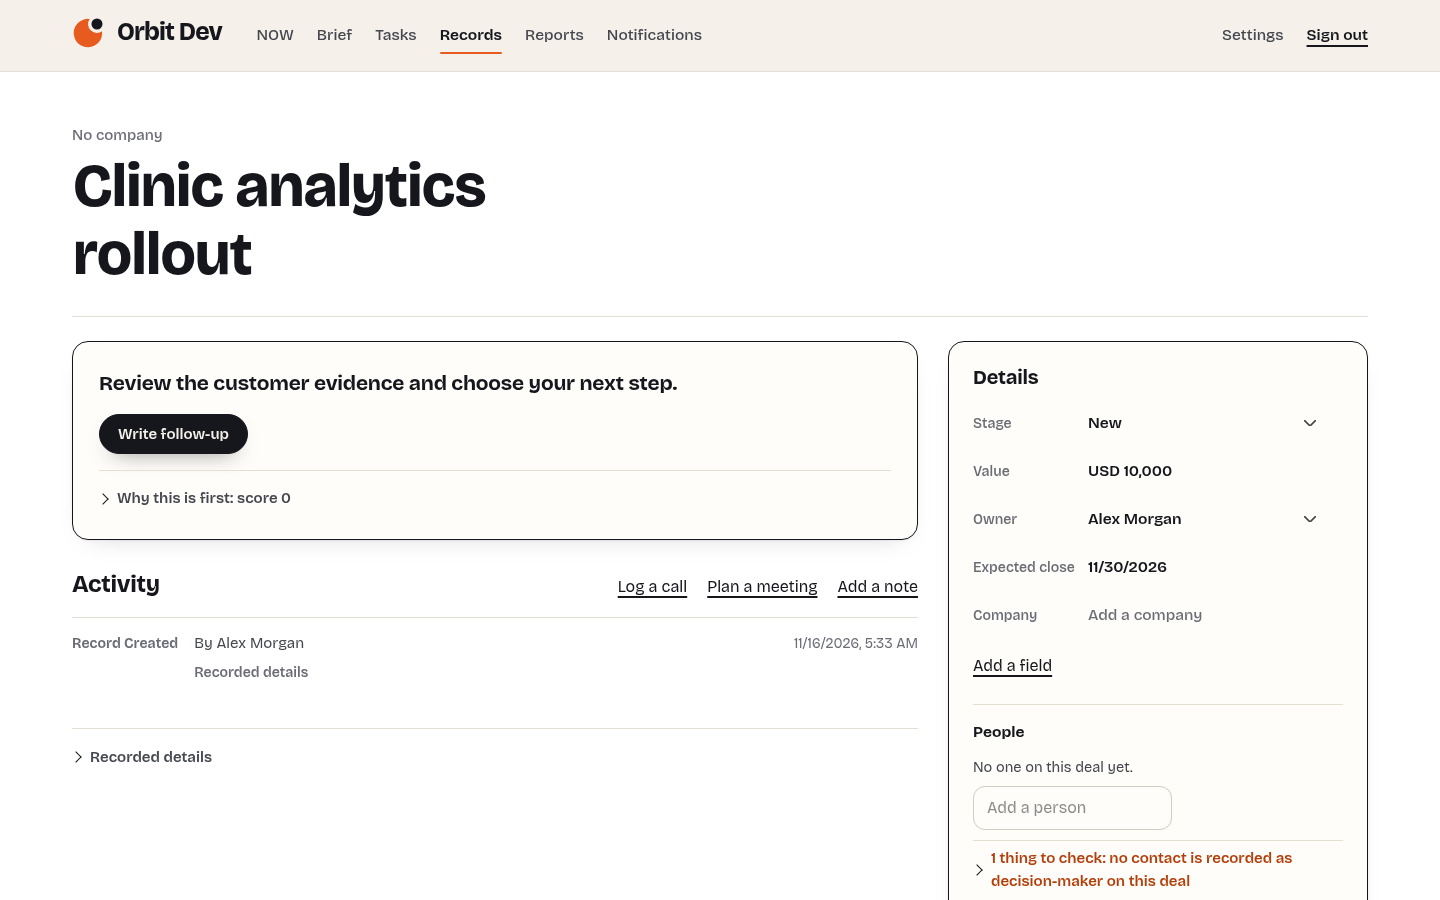 Orbit Dev
NOW
Brief
Tasks
Records
Reports
Notifications
Settings
Sign out
No company
Clinic analytics
rollout
Review the customer evidence and choose your next step.
Write follow-up
Why this is first: score 0
Activity
Log a call
Plan a meeting
Add a note
Record Created
By Alex Morgan
11/16/2026, 5:33 AM
Recorded details
Recorded details
Details
Stage
New
Value
USD 10,000
Owner
Alex Morgan
Expected close
11/30/2026
Company
Add a company
Add a field
People
No one on this deal yet.
Add a person
1 thing to check: no contact is recorded as
decision-maker on this deal